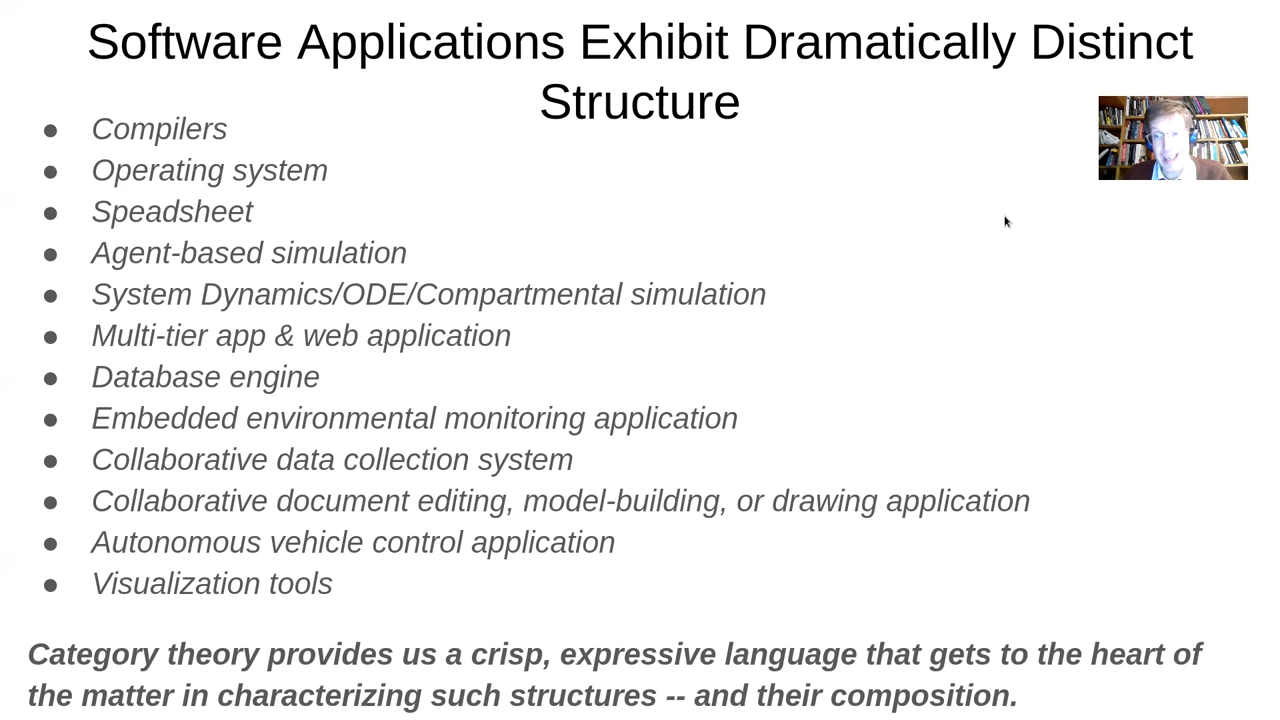 Software Applications Exhibit Dramatically Distinct
Structure
● Compilers
● Operating system
● Speadsheet
● Agent-based simulation
● System Dynamics/ODE/Compartmental simulation
● Multi-tier app & web application
● Database engine
● Embedded environmental monitoring application
● Collaborative data collection system
● Collaborative document editing, model-building, or drawing application
● Autonomous vehicle control application
● Visualization tools
Category theory provides us a crisp, expressive language that gets to the heart of
the matter in characterizing such structures -- and their composition.